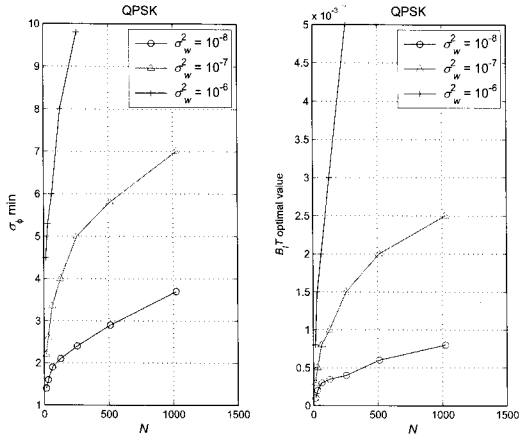 QPSK
10
9
8
7
6
5
4
3
2
1
σϕ min
0
500
1000
1500
N
σ²w = 10⁻⁸
σ²w = 10⁻⁷
σ²w = 10⁻⁶
QPSK
x 10⁻³
5
4.5
4
3.5
3
2.5
2
1.5
1
0.5
0
BlT optimal value
0
500
1000
1500
N
σ²w = 10⁻⁸
σ²w = 10⁻⁷
σ²w = 10⁻⁶